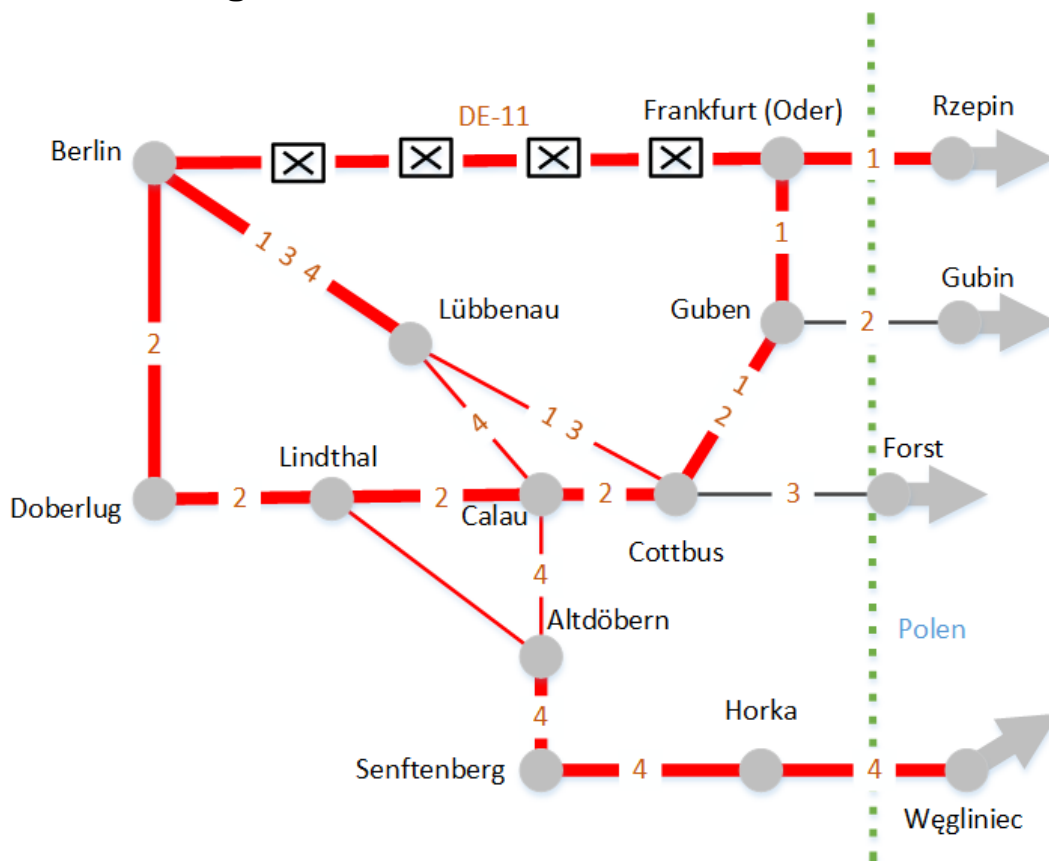 DE-11
Frankfurt (Oder)
Rzepin
Berlin
1
1
1 3 4
Lübbenau
Guben
Gubin
2
2
1
2
4
1 3
Lindthal
Forst
Doberlug
2
2
Calau
2
3
Cottbus
4
Altdöbern
Polen
4
Horka
Senftenberg
4
4
Węgliniec